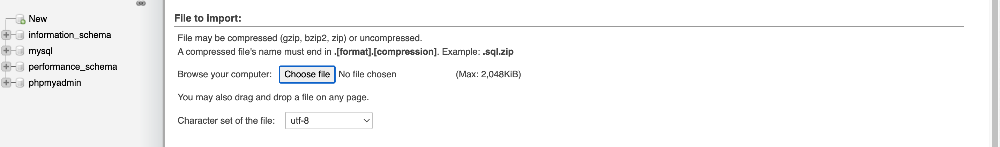 New
information_schema
mysql
performance_schema
phpmyadmin
File to import:
File may be compressed (gzip, bzip2, zip) or uncompressed.
A compressed file's name must end in .[format].[compression]. Example: .sql.zip
Browse your computer: Choose file No file chosen (Max: 2,048KiB)
You may also drag and drop a file on any page.
Character set of the file: utf-8